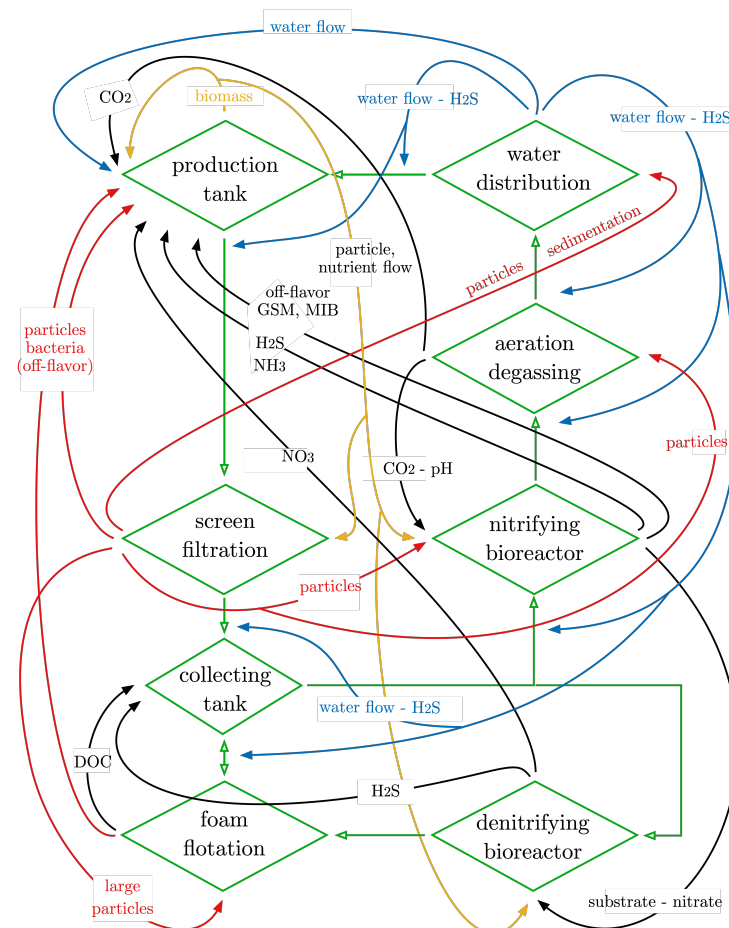 water flow
CO2
biomass
water flow - H2S
water flow - H2S
production
tank
water
distribution
particles sedimentation
particle,
nutrient flow
off-flavor
GSM, MIB
H2S
NH3
particles
bacteria
(off-flavor)
aeration
degassing
particles
NO3
CO2 - pH
screen
filtration
nitrifying
bioreactor
particles
collecting
tank
water flow - H2S
DOC
H2S
foam
flotation
denitrifying
bioreactor
large
particles
substrate - nitrate